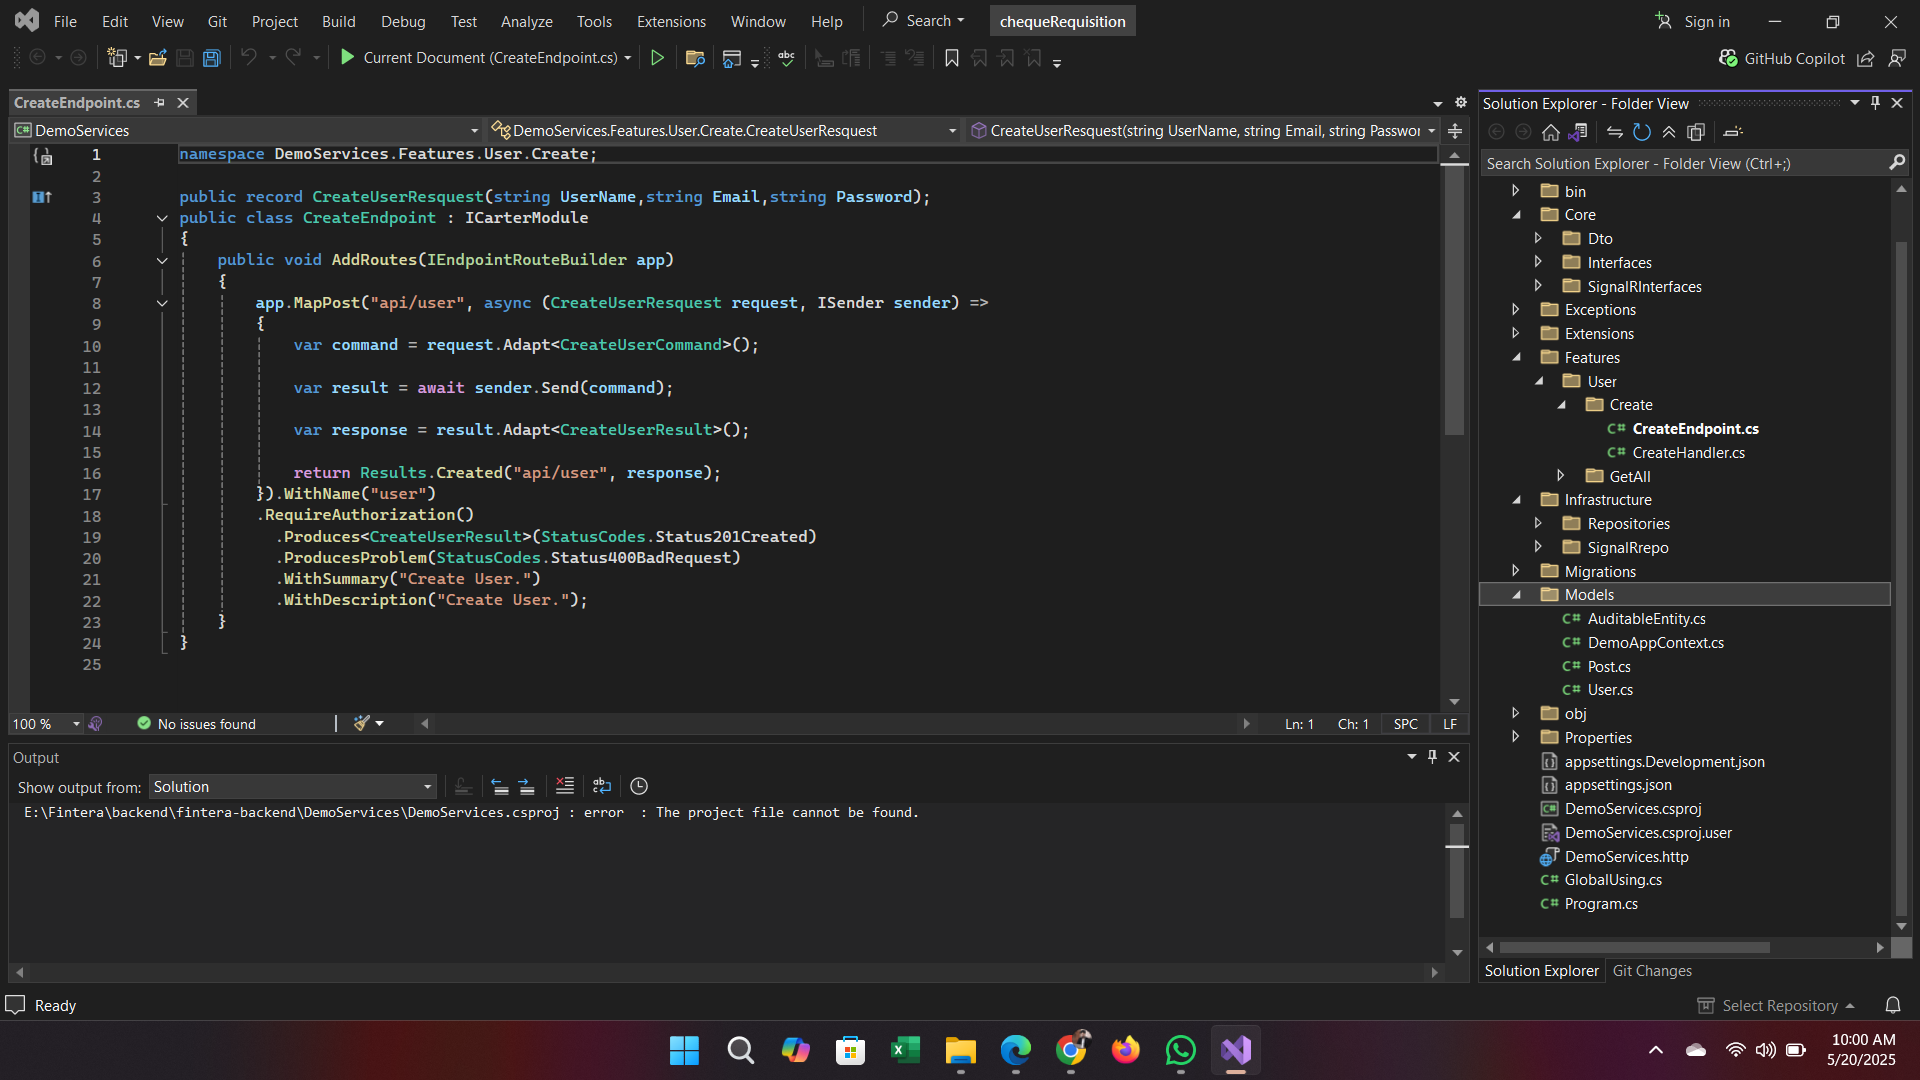 File Edit View Git Project Build Debug Test Analyze Tools Extensions Window Help Search chequeRequisition Sign in
Current Document (CreateEndpoint.cs) GitHub Copilot
CreateEndpoint.cs
DemoServices DemoServices.Features.User.Create.CreateUserResquest CreateUserResquest(string UserName, string Email, string Passwor
1 namespace DemoServices.Features.User.Create;
2
3 public record CreateUserResquest(string UserName,string Email,string Password);
4 public class CreateEndpoint : ICarterModule
5 {
6 public void AddRoutes(IEndpointRouteBuilder app)
7 {
8 app.MapPost("api/user", async (CreateUserResquest request, ISender sender) =>
9 {
10 var command = request.Adapt<CreateUserCommand>();
11
12 var result = await sender.Send(command);
13
14 var response = result.Adapt<CreateUserResult>();
15
16 return Results.Created("api/user", response);
17 }).WithName("user")
18 .RequireAuthorization()
19 .Produces<CreateUserResult>(StatusCodes.Status201Created)
20 .ProducesProblem(StatusCodes.Status400BadRequest)
21 .WithSummary("Create User.")
22 .WithDescription("Create User.");
23 }
24 }
25
100 % No issues found Ln: 1 Ch: 1 SPC LF
Output
Show output from: Solution
E:\Fintera\backend\fintera-backend\DemoServices\DemoServices.csproj : error  : The project file cannot be found.
Solution Explorer - Folder View
Search Solution Explorer - Folder View (Ctrl+;)
bin
Core
Dto
Interfaces
SignalRInterfaces
Exceptions
Extensions
Features
User
Create
C# CreateEndpoint.cs
C# CreateHandler.cs
GetAll
Infrastructure
Repositories
SignalRrepo
Migrations
Models
C# AuditableEntity.cs
C# DemoAppContext.cs
C# Post.cs
C# User.cs
obj
Properties
appsettings.Development.json
appsettings.json
DemoServices.csproj
DemoServices.csproj.user
DemoServices.http
C# GlobalUsing.cs
C# Program.cs
Solution Explorer Git Changes
Ready Select Repository
10:00 AM
5/20/2025